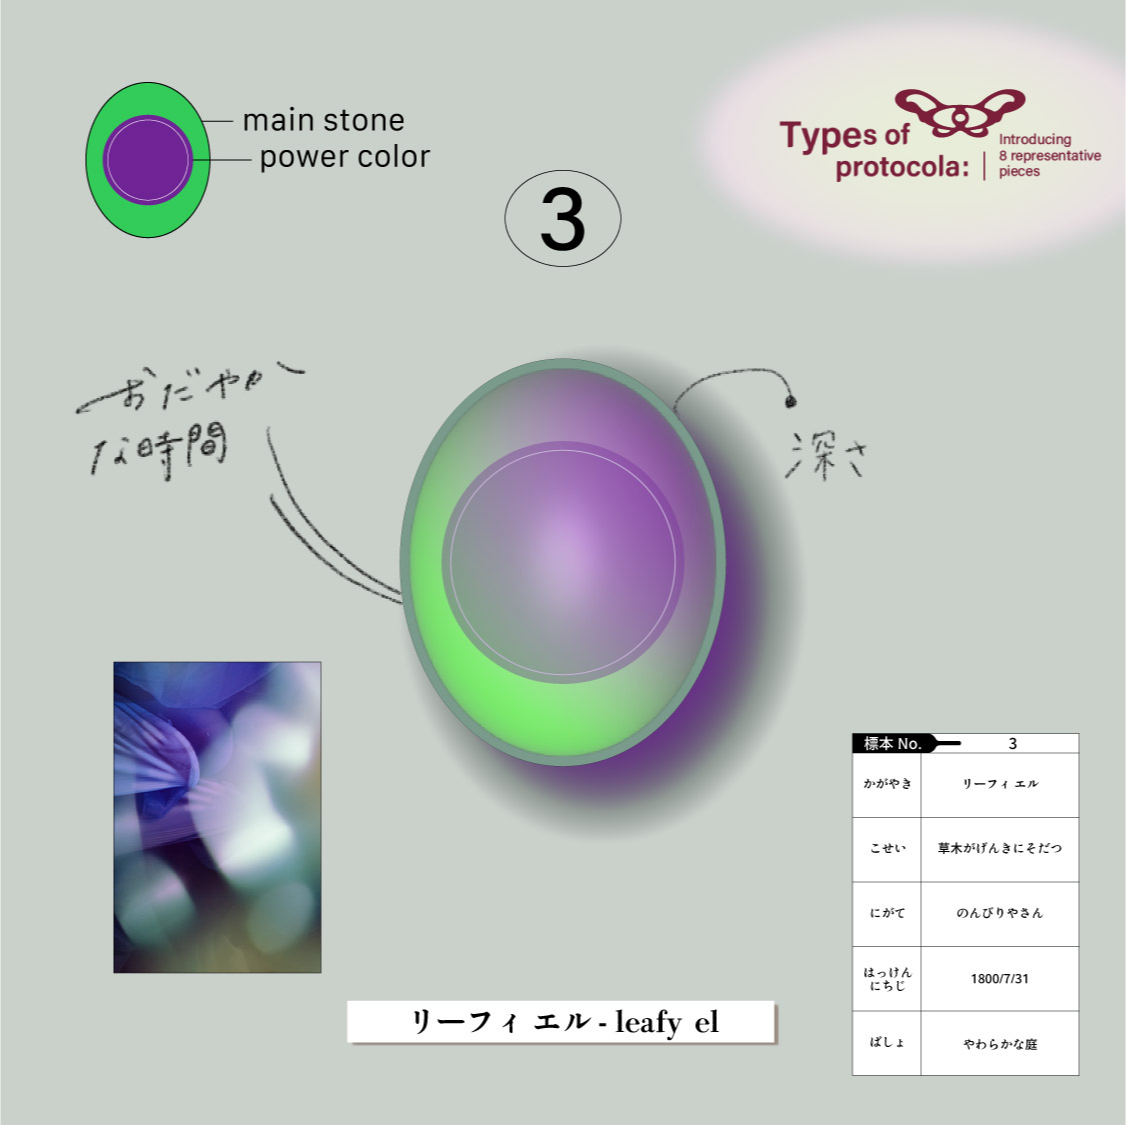 main stone
power color
Types of
protocola:
Introducing
8 representative
pieces
3
おだやか
な時間
深さ
標本 No. 3
かがやき リーフィ エル
こせい 草木がげんきにそだつ
にがて のんびりやさん
はっけん
にちじ 1800/7/31
ばしょ やわらかな庭
リーフィ エル - leafy el